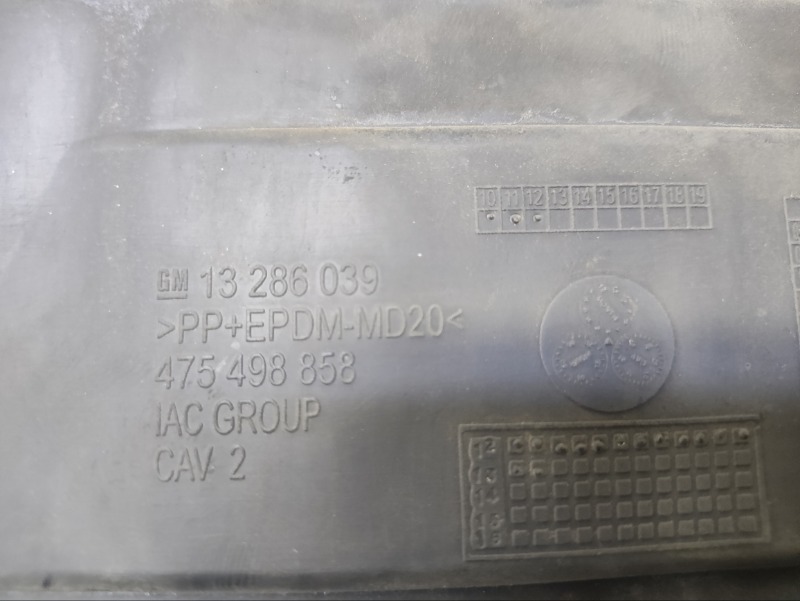 10 11 12 13 14 15 16 17 18 19
GM 13 286 039
>PP+EPDM-MD20<
475 498 858
IAC GROUP
CAV 2